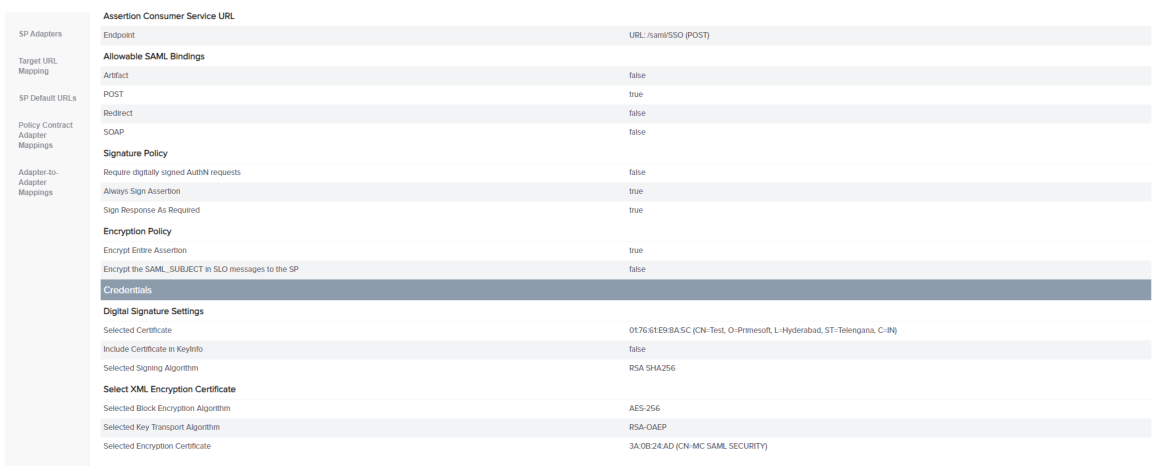 SP Adapters
Target URL
Mapping
SP Default URLs
Policy Contract
Adapter
Mappings
Adapter-to-
Adapter
Mappings
Assertion Consumer Service URL
Endpoint URL: /saml/SSO (POST)
Allowable SAML Bindings
Artifact false
POST true
Redirect false
SOAP false
Signature Policy
Require digitally signed AuthN requests false
Always Sign Assertion true
Sign Response As Required true
Encryption Policy
Encrypt Entire Assertion true
Encrypt the SAML_SUBJECT in SLO messages to the SP false
Credentials
Digital Signature Settings
Selected Certificate 01:76:61:E9:8A:5C (CN=Test, O=Primesoft, L=Hyderabad, ST=Telengana, C=IN)
Include Certificate in KeyInfo false
Selected Signing Algorithm RSA SHA256
Select XML Encryption Certificate
Selected Block Encryption Algorithm AES-256
Selected Key Transport Algorithm RSA-OAEP
Selected Encryption Certificate 3A:0B:24:AD (CN=MC SAML SECURITY)